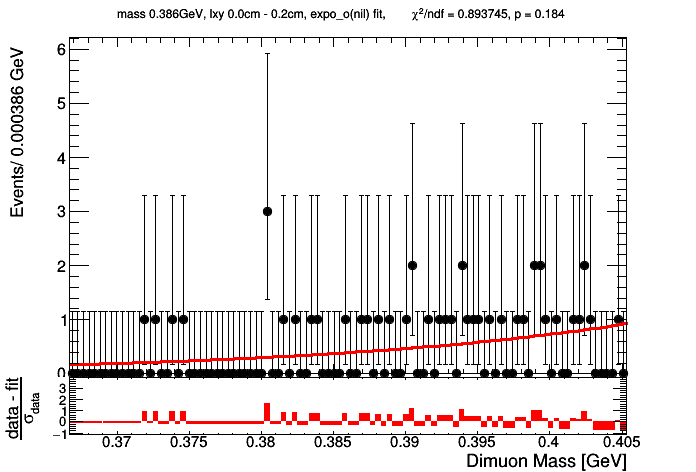 mass 0.386GeV, lxy 0.0cm - 0.2cm, expo_o(nil) fit, χ²/ndf = 0.893745, p = 0.184
Events/ 0.000386 GeV
6
5
4
3
2
1
0
data - fit
σdata
3
2
1
0
−1
0.37 0.375 0.38 0.385 0.39 0.395 0.4 0.405
Dimuon Mass [GeV]